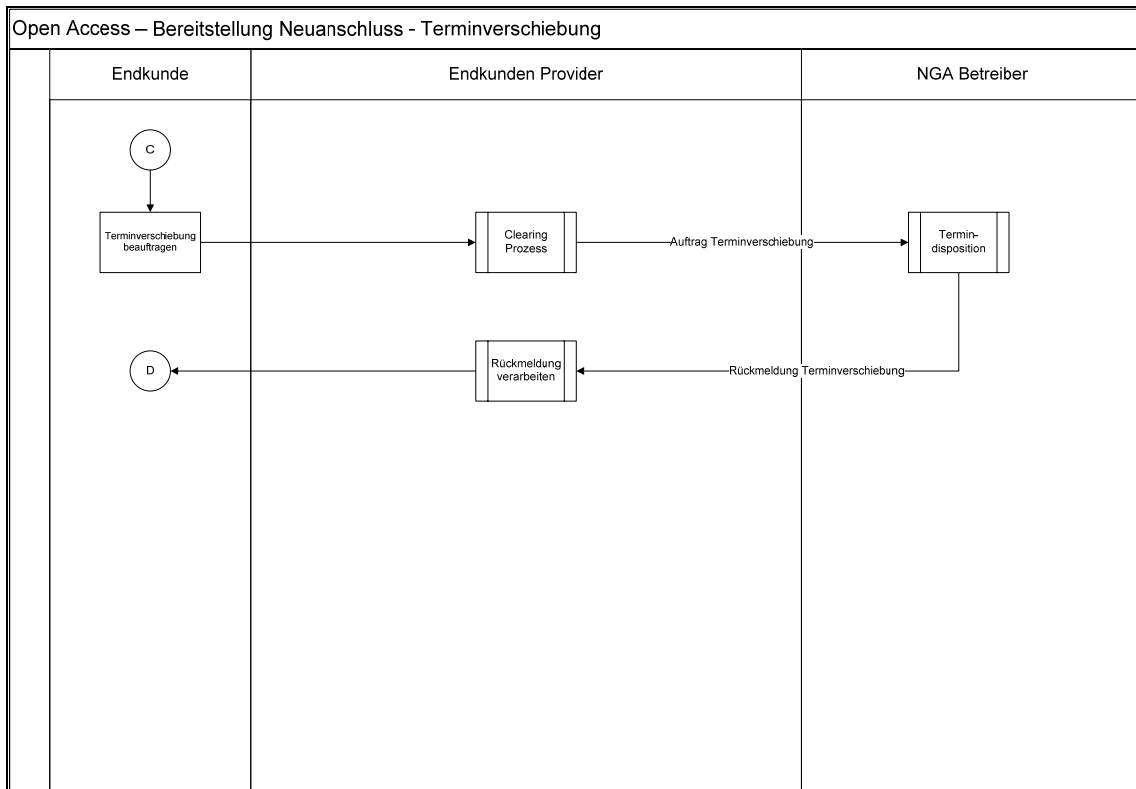 Open Access – Bereitstellung Neuanschluss - Terminverschiebung
Endkunde
Endkunden Provider
NGA Betreiber
C
Terminverschiebung
beauftragen
Clearing
Prozess
Auftrag Terminverschiebung
Termin-
disposition
D
Rückmeldung
verarbeiten
Rückmeldung Terminverschiebung